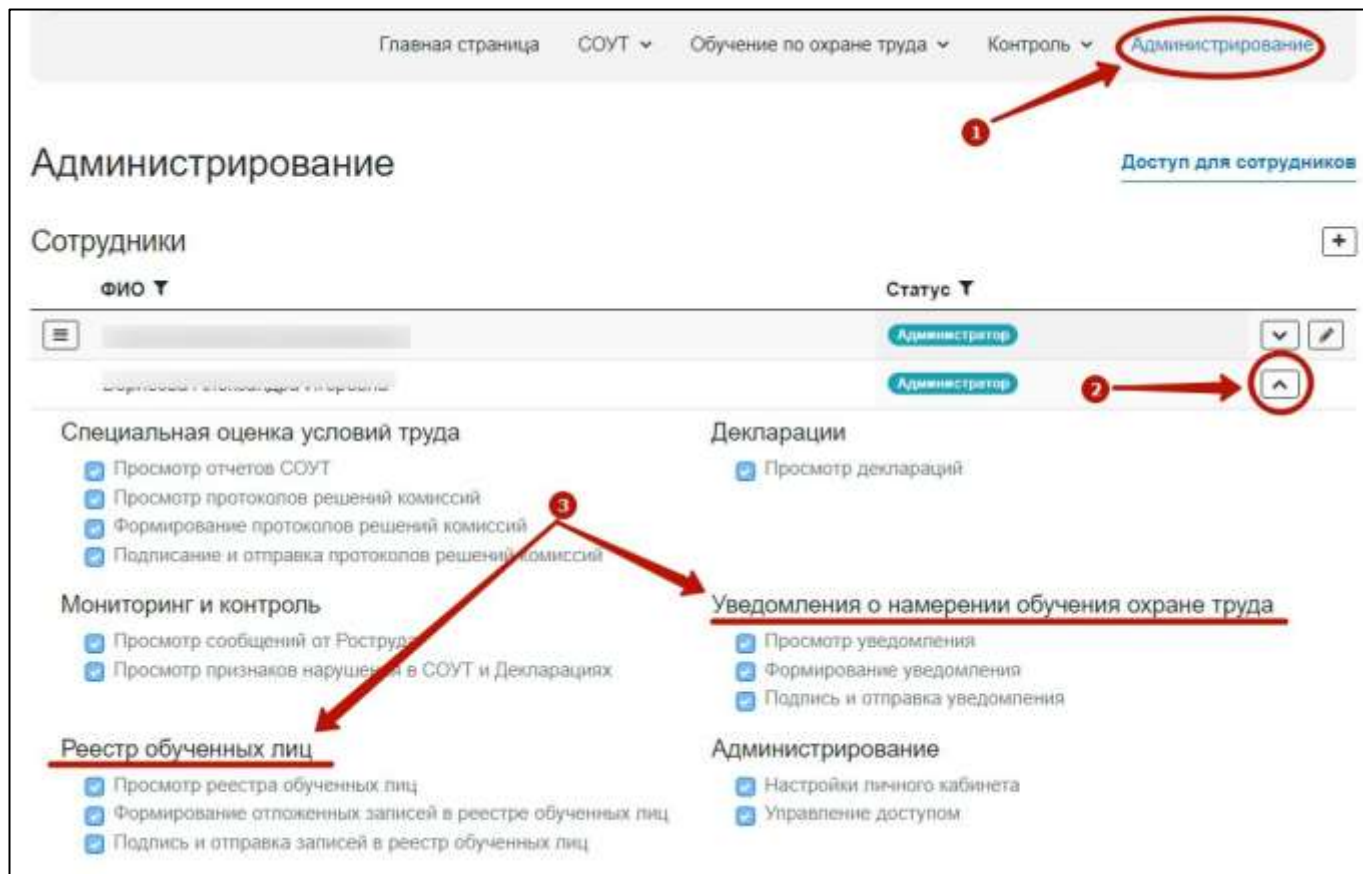 Главная страница СОУТ Обучение по охране труда Контроль Администрирование
1
Администрирование
Доступ для сотрудников
Сотрудники
+
ФИО Статус
Администратор
Администратор
2
Специальная оценка условий труда
Просмотр отчетов СОУТ
Просмотр протоколов решений комиссий
Формирование протоколов решений комиссий
Подписание и отправка протоколов решений комиссий
Декларации
Просмотр деклараций
3
Мониторинг и контроль
Просмотр сообщений от Роструда
Просмотр признаков нарушения в СОУТ и Декларациях
Уведомления о намерении обучения охране труда
Просмотр уведомления
Формирование уведомления
Подпись и отправка уведомления
Реестр обученных лиц
Просмотр реестра обученных лиц
Формирование отложенных записей в реестре обученных лиц
Подпись и отправка записей в реестр обученных лиц
Администрирование
Настройки личного кабинета
Управление доступом